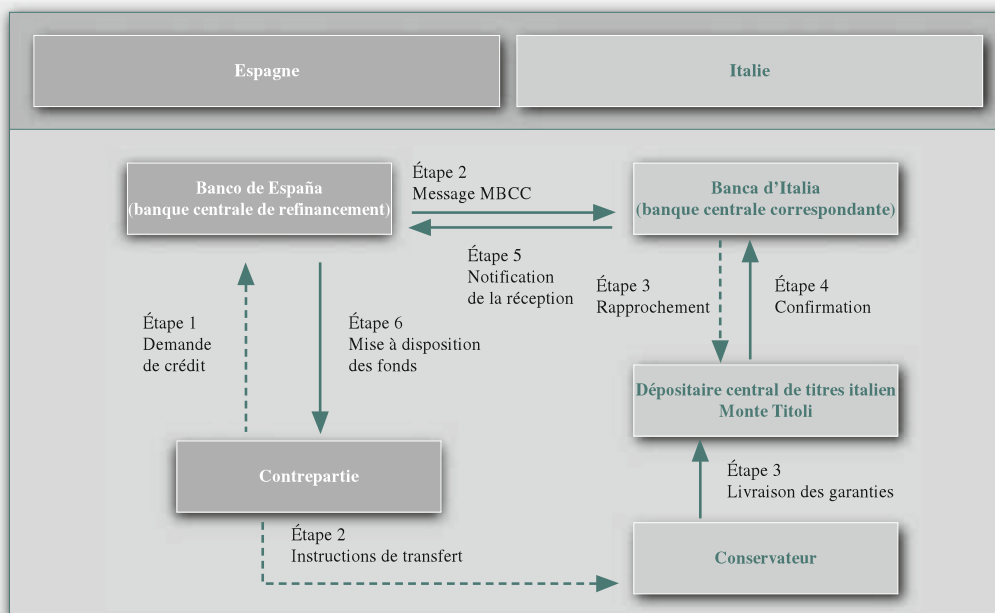 Espagne
Italie
Banco de España
(banque centrale de refinancement)
Étape 2
Message MBCC
Banca d’Italia
(banque centrale correspondante)
Étape 5
Notification
de la réception
Étape 3
Rapprochement
Étape 4
Confirmation
Étape 1
Demande
de crédit
Étape 6
Mise à disposition
des fonds
Dépositaire central de titres italien
Monte Titoli
Contrepartie
Étape 3
Livraison des garanties
Étape 2
Instructions de transfert
Conservateur